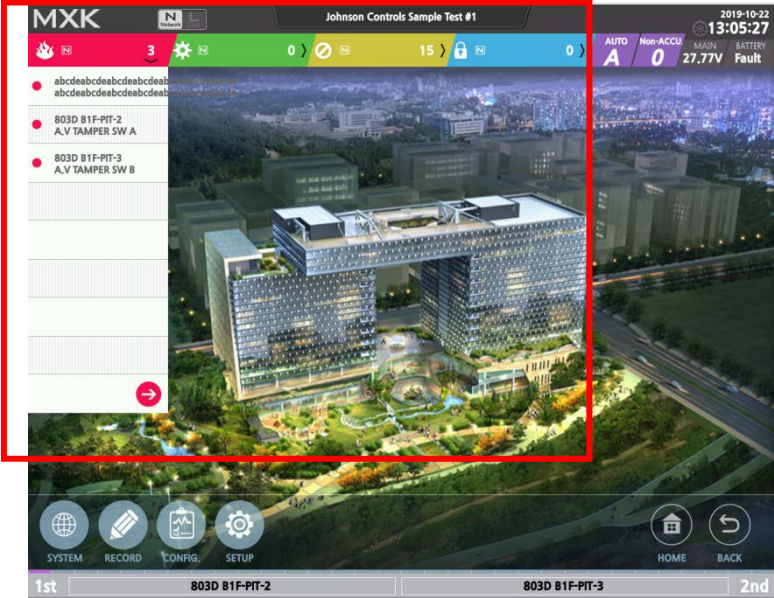 MXK
N
Network
L
Johnson Controls Sample Test #1
2019-10-22
13:05:27
N
3
N
0
N
15
N
0
AUTO
A
Non-ACCU.
0
MAIN
27.77V
BATTERY
Fault
abcdeabcdeabcdeabcdeab
abcdeabcdeabcdeabcdeab
803D B1F-PIT-2
A,V TAMPER SW A
803D B1F-PIT-3
A,V TAMPER SW B
SYSTEM
RECORD
CONFIG.
SETUP
HOME
BACK
1st
803D B1F-PIT-2
803D B1F-PIT-3
2nd